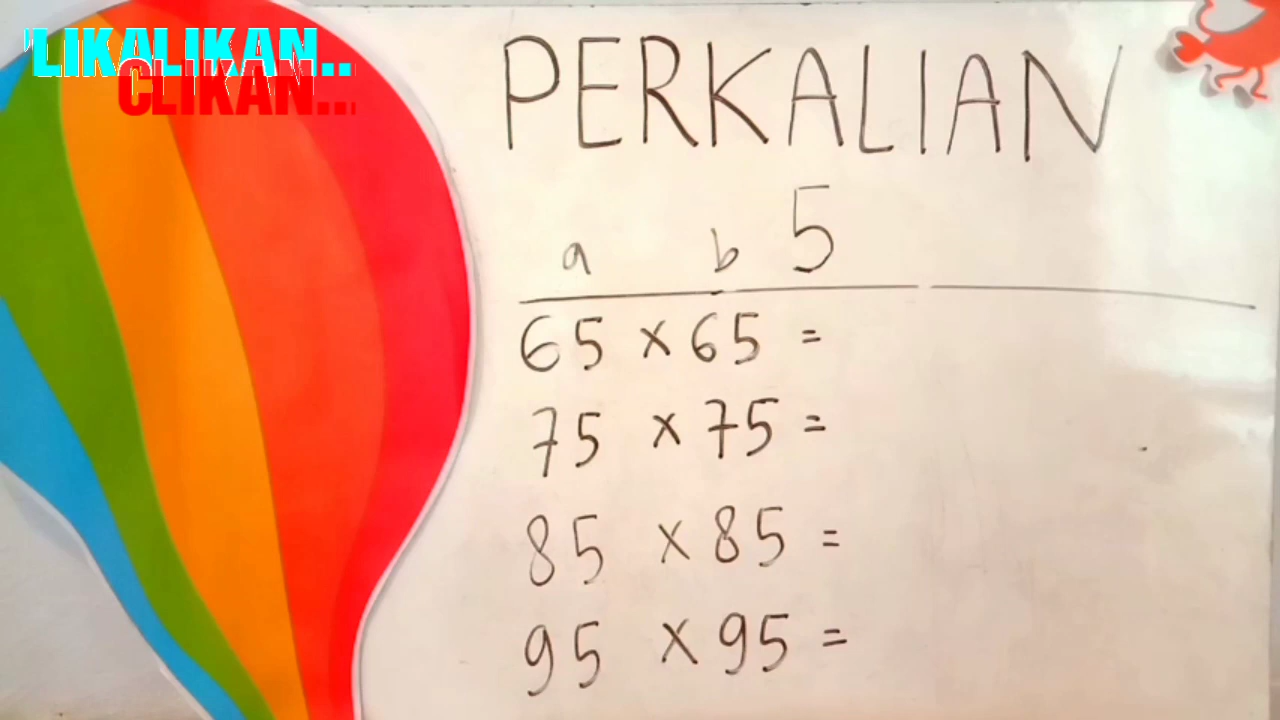 'LIKALIKAN..
CLIKAN...
PERKALIAN
5
a b
65 × 65 =
75 × 75 =
85 × 85 =
95 × 95 =